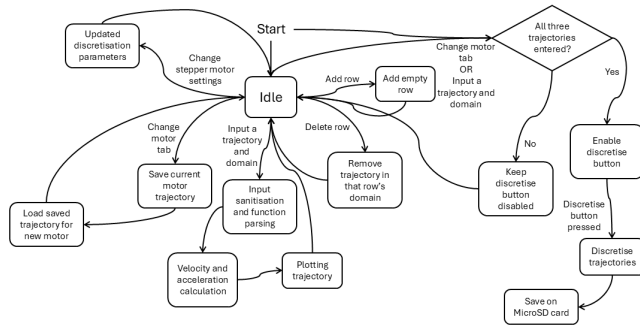 Start
Updated
discretisation
parameters
Change
stepper motor
settings
Idle
Add row
Add empty
row
Delete row
Remove
trajectory in
that row's
domain
Change
motor
tab
Save current
motor
trajectory
Load saved
trajectory for
new motor
Input a
trajectory
and
domain
Input
sanitisation
and function
parsing
Velocity and
acceleration
calculation
Plotting
trajectory
Change motor
tab
OR
Input a
trajectory and
domain
All three
trajectories
entered?
Yes
No
Keep
discretise
button
disabled
Enable
discretise
button
Discretise
button
pressed
Discretise
trajectories
Save on
MicroSD card